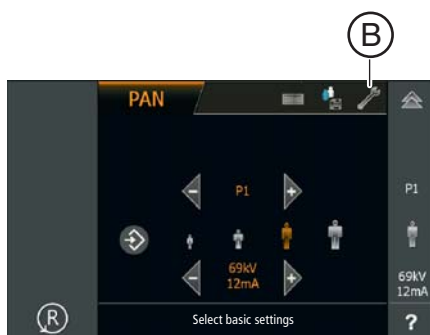 B
PAN
P1
P1
69kV
12mA
69kV
12mA
R
Select basic settings
?